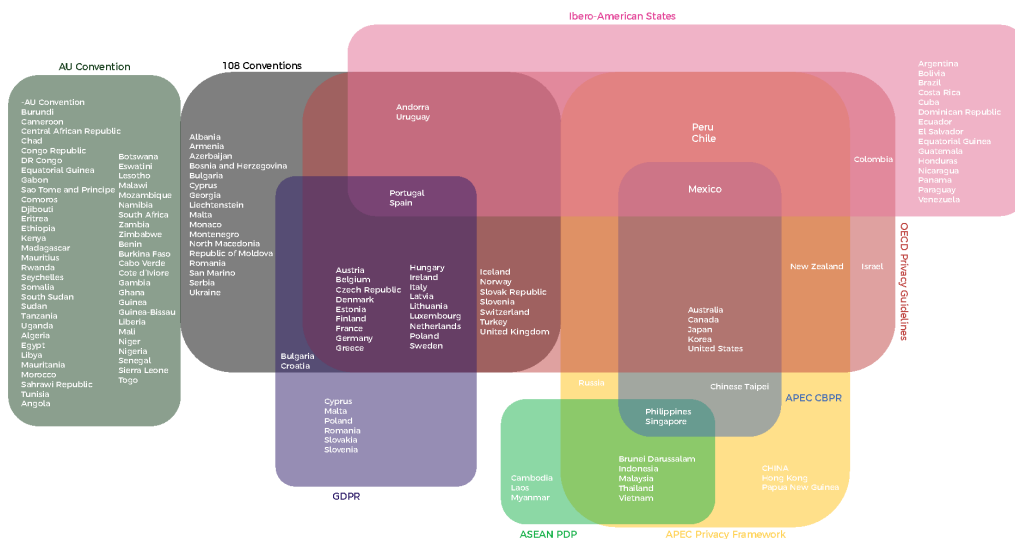 Ibero-American States
AU Convention
108 Conventions
-AU Convention
Burundi
Cameroon
Central African Republic
Chad
Congo Republic
DR Congo
Equatorial Guinea
Gabon
Sao Tome and Principe
Comoros
Djibouti
Eritrea
Ethiopia
Kenya
Madagascar
Mauritius
Rwanda
Seychelles
Somalia
South Sudan
Sudan
Tanzania
Uganda
Algeria
Egypt
Libya
Mauritania
Morocco
Sahrawi Republic
Tunisia
Angola
Botswana
Eswatini
Lesotho
Malawi
Mozambique
Namibia
South Africa
Zambia
Zimbabwe
Benin
Burkina Faso
Cabo Verde
Cote d'Iviore
Gambia
Ghana
Guinea
Guinea-Bissau
Liberia
Mali
Niger
Nigeria
Senegal
Sierra Leone
Togo
Albania
Armenia
Azerbaijan
Bosnia and Herzegovina
Bulgaria
Cyprus
Georgia
Liechtenstein
Malta
Monaco
Montenegro
North Macedonia
Republic of Moldova
Romania
San Marino
Serbia
Ukraine
Andorra
Uruguay
Portugal
Spain
Austria
Belgium
Czech Republic
Denmark
Estonia
Finland
France
Germany
Greece
Hungary
Ireland
Italy
Latvia
Lithuania
Luxembourg
Netherlands
Poland
Sweden
Iceland
Norway
Slovak Republic
Slovenia
Switzerland
Turkey
United Kingdom
Bulgaria
Croatia
Cyprus
Malta
Poland
Romania
Slovakia
Slovenia
GDPR
Peru
Chile
Mexico
Colombia
Argentina
Bolivia
Brazil
Costa Rica
Cuba
Dominican Republic
Ecuador
El Salvador
Equatorial Guinea
Guatemala
Honduras
Nicaragua
Panama
Paraguay
Venezuela
OECD Privacy Guidelines
New Zealand
Israel
Australia
Canada
Japan
Korea
United States
Russia
Chinese Taipei
APEC CBPR
Philippines
Singapore
Brunei Darussalam
Indonesia
Malaysia
Thailand
Vietnam
Cambodia
Laos
Myanmar
CHINA
Hong Kong
Papua New Guinea
ASEAN PDP
APEC Privacy Framework